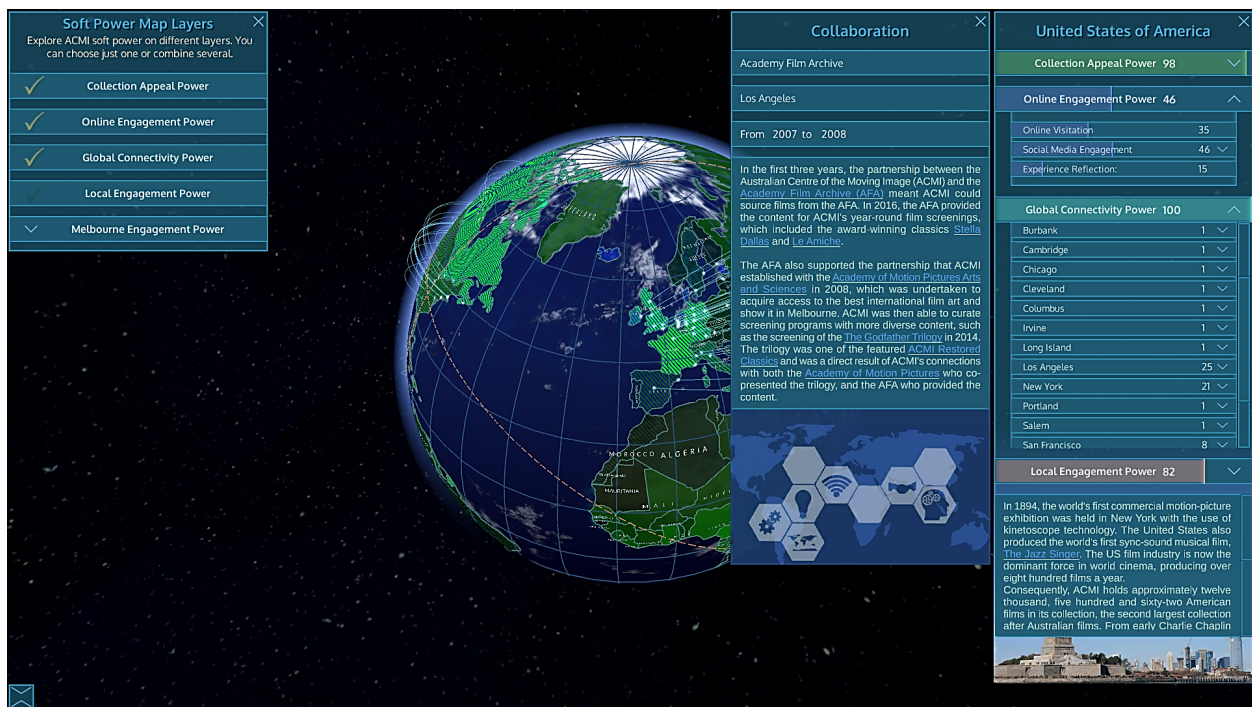 Soft Power Map Layers
Explore ACMI soft power on different layers. You
can choose just one or combine several.
Collection Appeal Power
Online Engagement Power
Global Connectivity Power
Local Engagement Power
Melbourne Engagement Power
MOROCCO
ALGERIA
MAURITANIA
MALI
Collaboration
Academy Film Archive
Los Angeles
From 2007 to 2008
In the first three years, the partnership between the
Australian Centre of the Moving Image (ACMI) and the
Academy Film Archive (AFA) meant ACMI could
source films from the AFA. In 2016, the AFA provided
the content for ACMI's year-round film screenings,
which included the award-winning classics Stella
Dallas and Le Amiche.
The AFA also supported the partnership that ACMI
established with the Academy of Motion Pictures Arts
and Sciences in 2008, which was undertaken to
acquire access to the best international film art and
show it in Melbourne. ACMI was then able to curate
screening programs with more diverse content, such
as the screening of the The Godfather Trilogy in 2014.
The trilogy was one of the featured ACMI Restored
Classics and was a direct result of ACMI's connections
with both the Academy of Motion Pictures who co-
presented the trilogy, and the AFA who provided the
content.
United States of America
Collection Appeal Power 98
Online Engagement Power 46
Online Visitation 35
Social Media Engagement 46
Experience Reflection: 15
Global Connectivity Power 100
Burbank 1
Cambridge 1
Chicago 1
Cleveland 1
Columbus 1
Irvine 1
Long Island 1
Los Angeles 25
New York 21
Portland 1
Salem 1
San Francisco 8
Local Engagement Power 82
In 1894, the world's first commercial motion-picture
exhibition was held in New York with the use of
kinetoscope technology. The United States also
produced the world's first sync-sound musical film,
The Jazz Singer. The US film industry is now the
dominant force in world cinema, producing over
eight hundred films a year.
Consequently, ACMI holds approximately twelve
thousand, five hundred and sixty-two American
films in its collection, the second largest collection
after Australian films. From early Charlie Chaplin